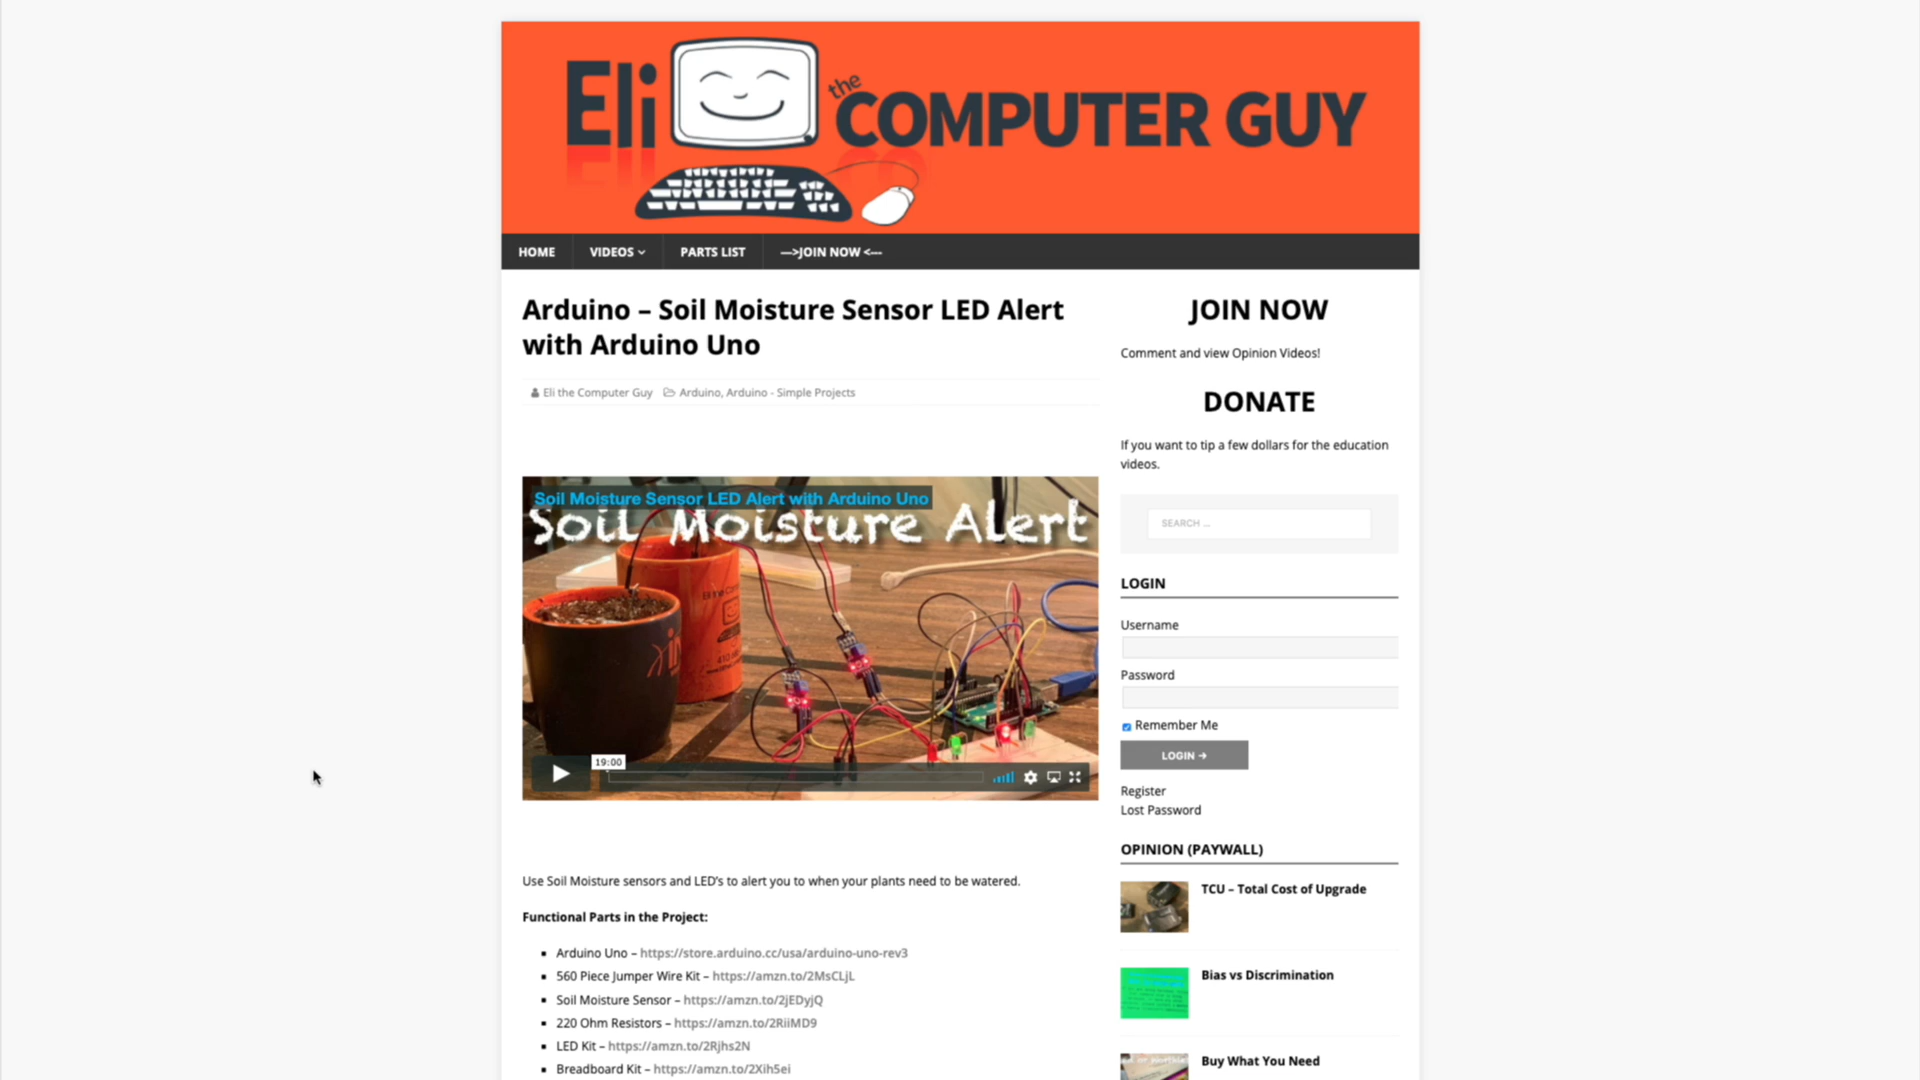 Eli the COMPUTER GUY
HOME
VIDEOS
PARTS LIST
--->JOIN NOW <---
Arduino – Soil Moisture Sensor LED Alert
with Arduino Uno
Eli the Computer Guy
Arduino, Arduino - Simple Projects
Soil Moisture Sensor LED Alert with Arduino Uno
Soil Moisture Alert
19:00
Use Soil Moisture sensors and LED's to alert you to when your plants need to be watered.
Functional Parts in the Project:
Arduino Uno – https://store.arduino.cc/usa/arduino-uno-rev3
560 Piece Jumper Wire Kit – https://amzn.to/2MsCLjL
Soil Moisture Sensor – https://amzn.to/2jEDyjQ
220 Ohm Resistors – https://amzn.to/2RiiMD9
LED Kit – https://amzn.to/2Rjhs2N
Breadboard Kit – https://amzn.to/2Xih5ei
JOIN NOW
Comment and view Opinion Videos!
DONATE
If you want to tip a few dollars for the education
videos.
SEARCH ...
LOGIN
Username
Password
Remember Me
LOGIN →
Register
Lost Password
OPINION (PAYWALL)
TCU – Total Cost of Upgrade
Bias vs Discrimination
Buy What You Need